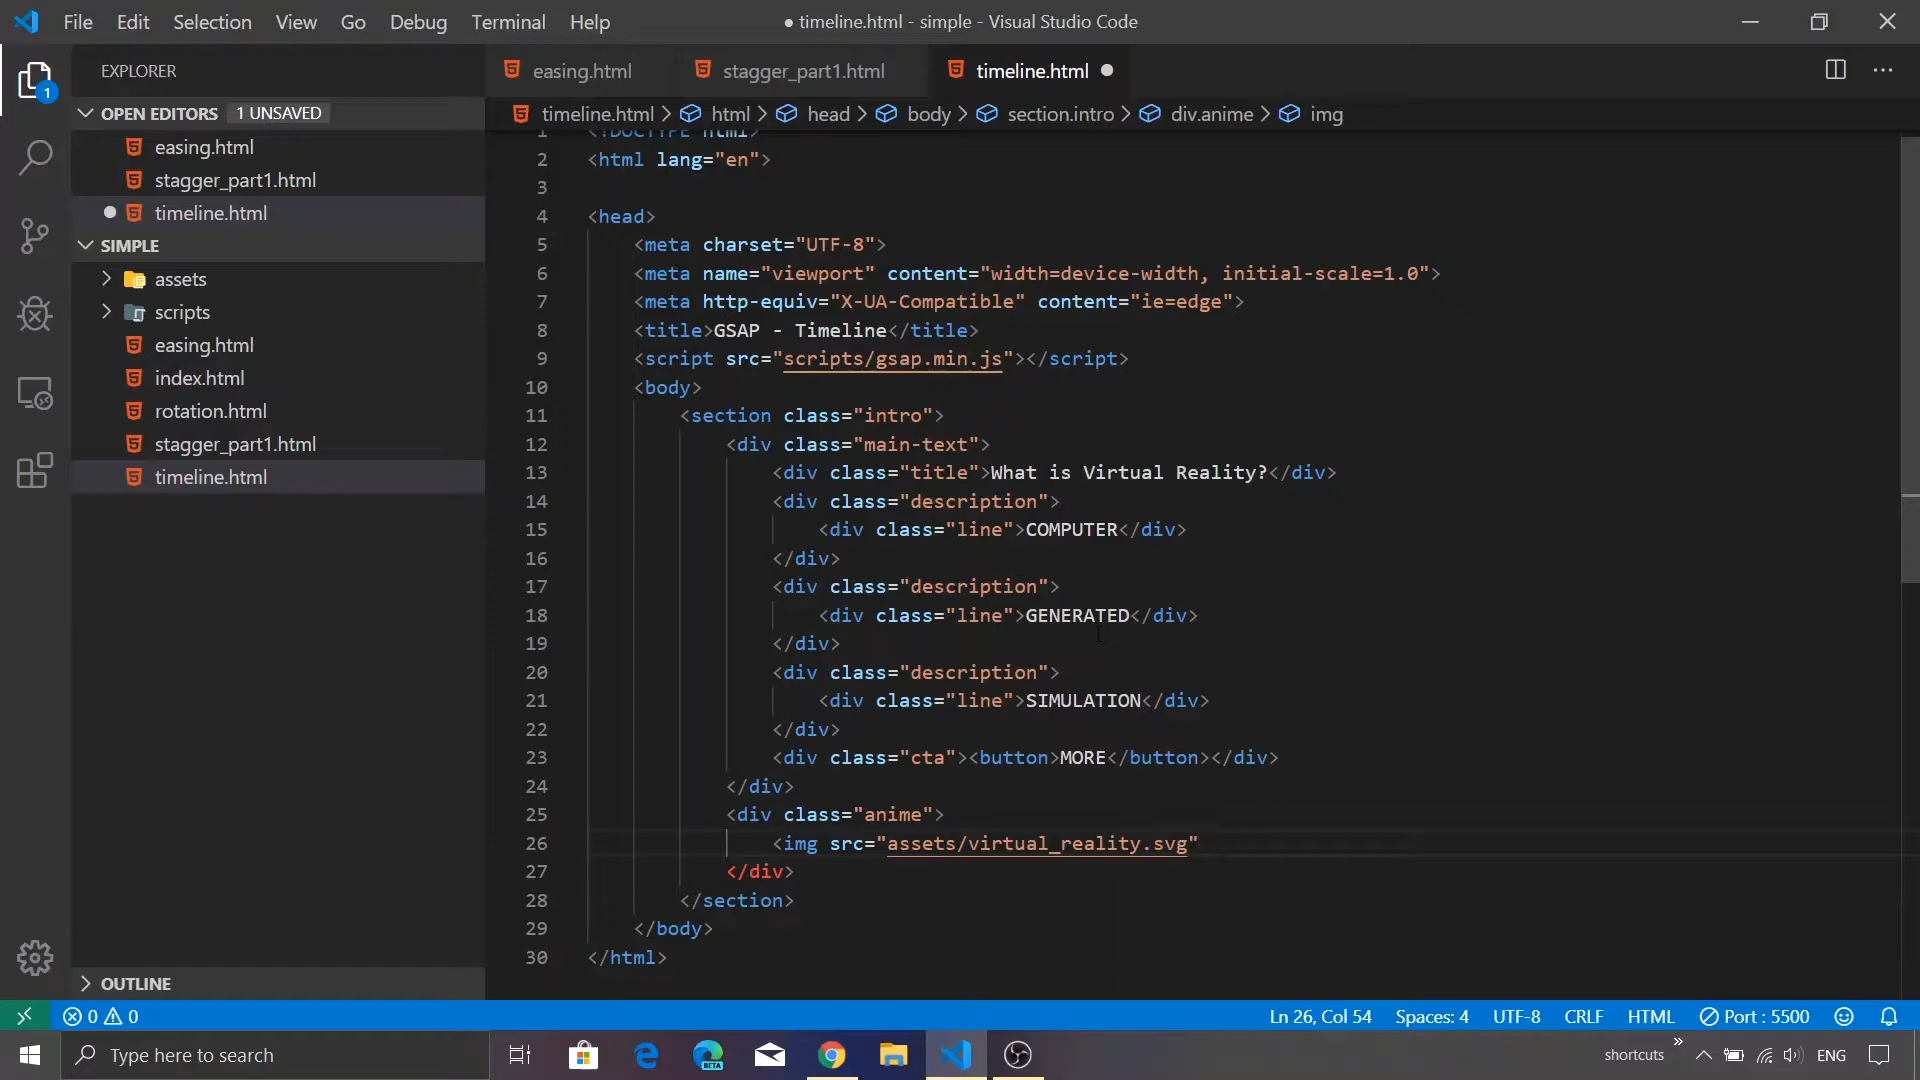 File Edit Selection View Go Debug Terminal Help ● timeline.html - simple - Visual Studio Code
EXPLORER
easing.html stagger_part1.html timeline.html
OPEN EDITORS 1 UNSAVED
timeline.html > html > head > body > section.intro > div.anime > img
1
easing.html
stagger_part1.html
timeline.html
SIMPLE
assets
scripts
easing.html
index.html
rotation.html
stagger_part1.html
timeline.html
OUTLINE
1 <!DOCTYPE html>
2 <html lang="en">
3
4 <head>
5 <meta charset="UTF-8">
6 <meta name="viewport" content="width=device-width, initial-scale=1.0">
7 <meta http-equiv="X-UA-Compatible" content="ie=edge">
8 <title>GSAP - Timeline</title>
9 <script src="scripts/gsap.min.js"></script>
10 <body>
11 <section class="intro">
12 <div class="main-text">
13 <div class="title">What is Virtual Reality?</div>
14 <div class="description">
15 <div class="line">COMPUTER</div>
16 </div>
17 <div class="description">
18 <div class="line">GENERATED</div>
19 </div>
20 <div class="description">
21 <div class="line">SIMULATION</div>
22 </div>
23 <div class="cta"><button>MORE</button></div>
24 </div>
25 <div class="anime">
26 <img src="assets/virtual_reality.svg"
27 </div>
28 </section>
29 </body>
30 </html>
0 0 Ln 26, Col 54 Spaces: 4 UTF-8 CRLF HTML Port : 5500
Type here to search BETA shortcuts » ENG